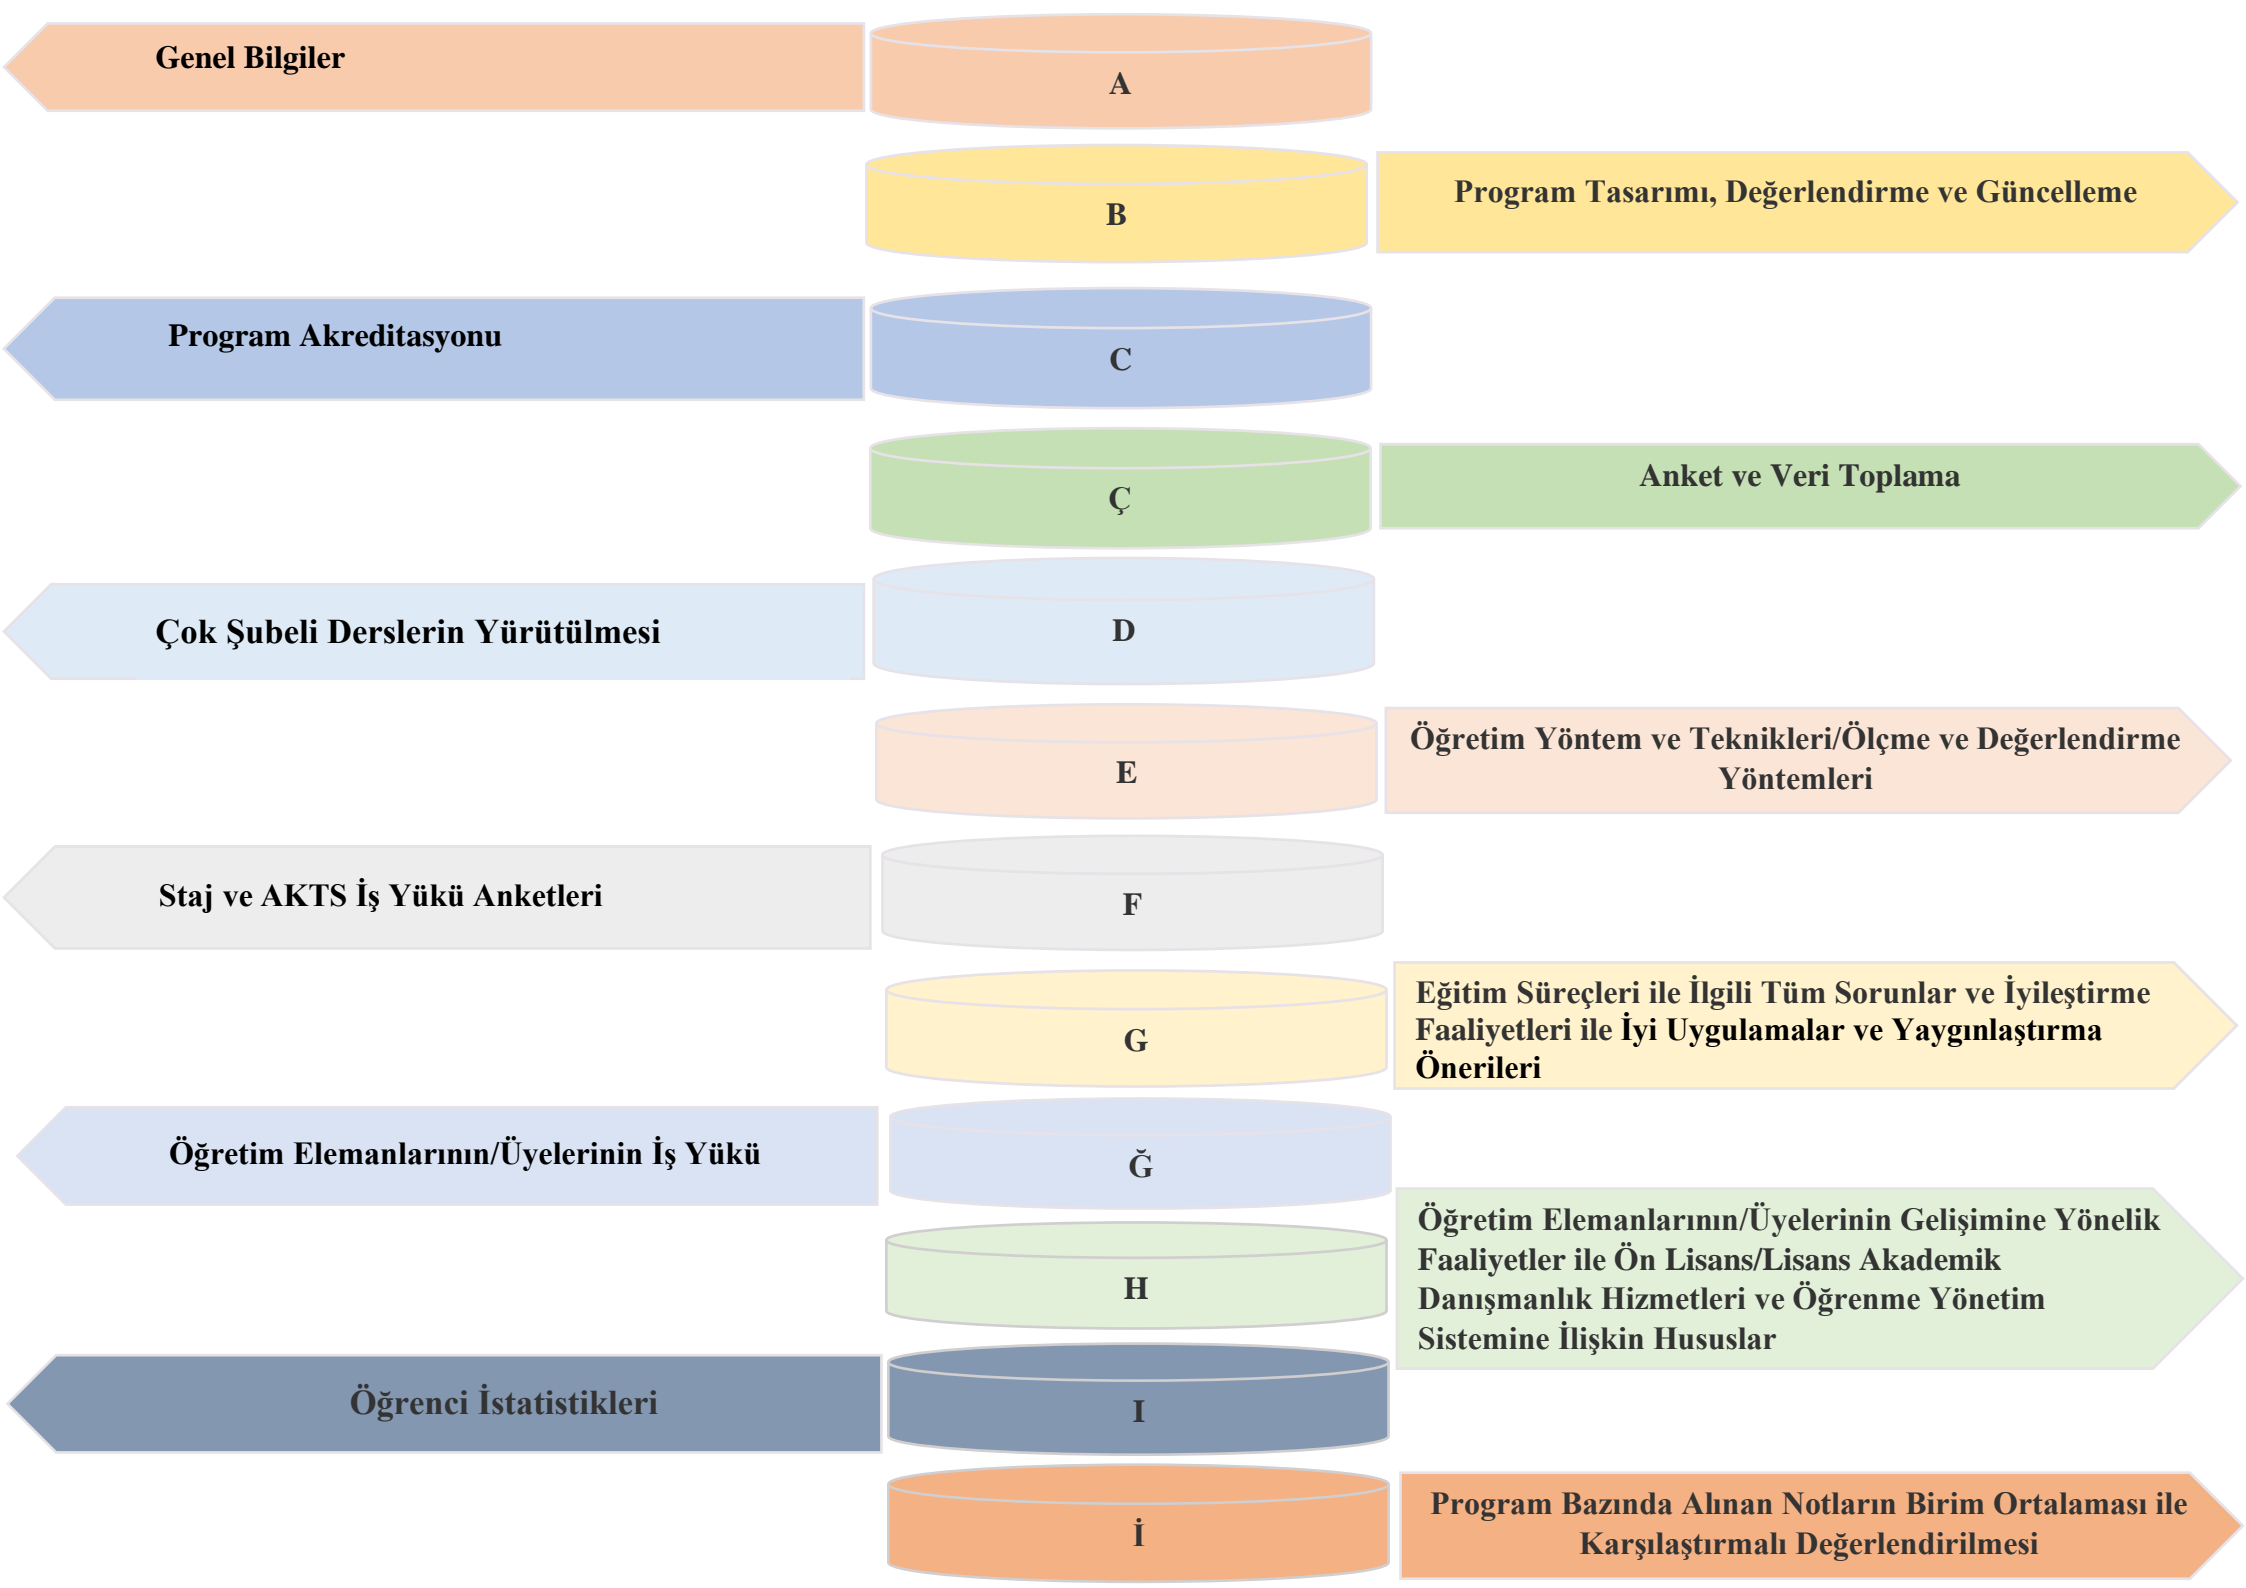 Genel Bilgiler
A
B
Program Tasarımı, Değerlendirme ve Güncelleme
Program Akreditasyonu
C
Ç
Anket ve Veri Toplama
Çok Şubeli Derslerin Yürütülmesi
D
E
Öğretim Yöntem ve Teknikleri/Ölçme ve Değerlendirme
Yöntemleri
Staj ve AKTS İş Yükü Anketleri
F
G
Eğitim Süreçleri ile İlgili Tüm Sorunlar ve İyileştirme
Faaliyetleri ile İyi Uygulamalar ve Yaygınlaştırma
Önerileri
Öğretim Elemanlarının/Üyelerinin İş Yükü
Ğ
H
Öğretim Elemanlarının/Üyelerinin Gelişimine Yönelik
Faaliyetler ile Ön Lisans/Lisans Akademik
Danışmanlık Hizmetleri ve Öğrenme Yönetim
Sistemine İlişkin Hususlar
Öğrenci İstatistikleri
I
İ
Program Bazında Alınan Notların Birim Ortalaması ile
Karşılaştırmalı Değerlendirilmesi